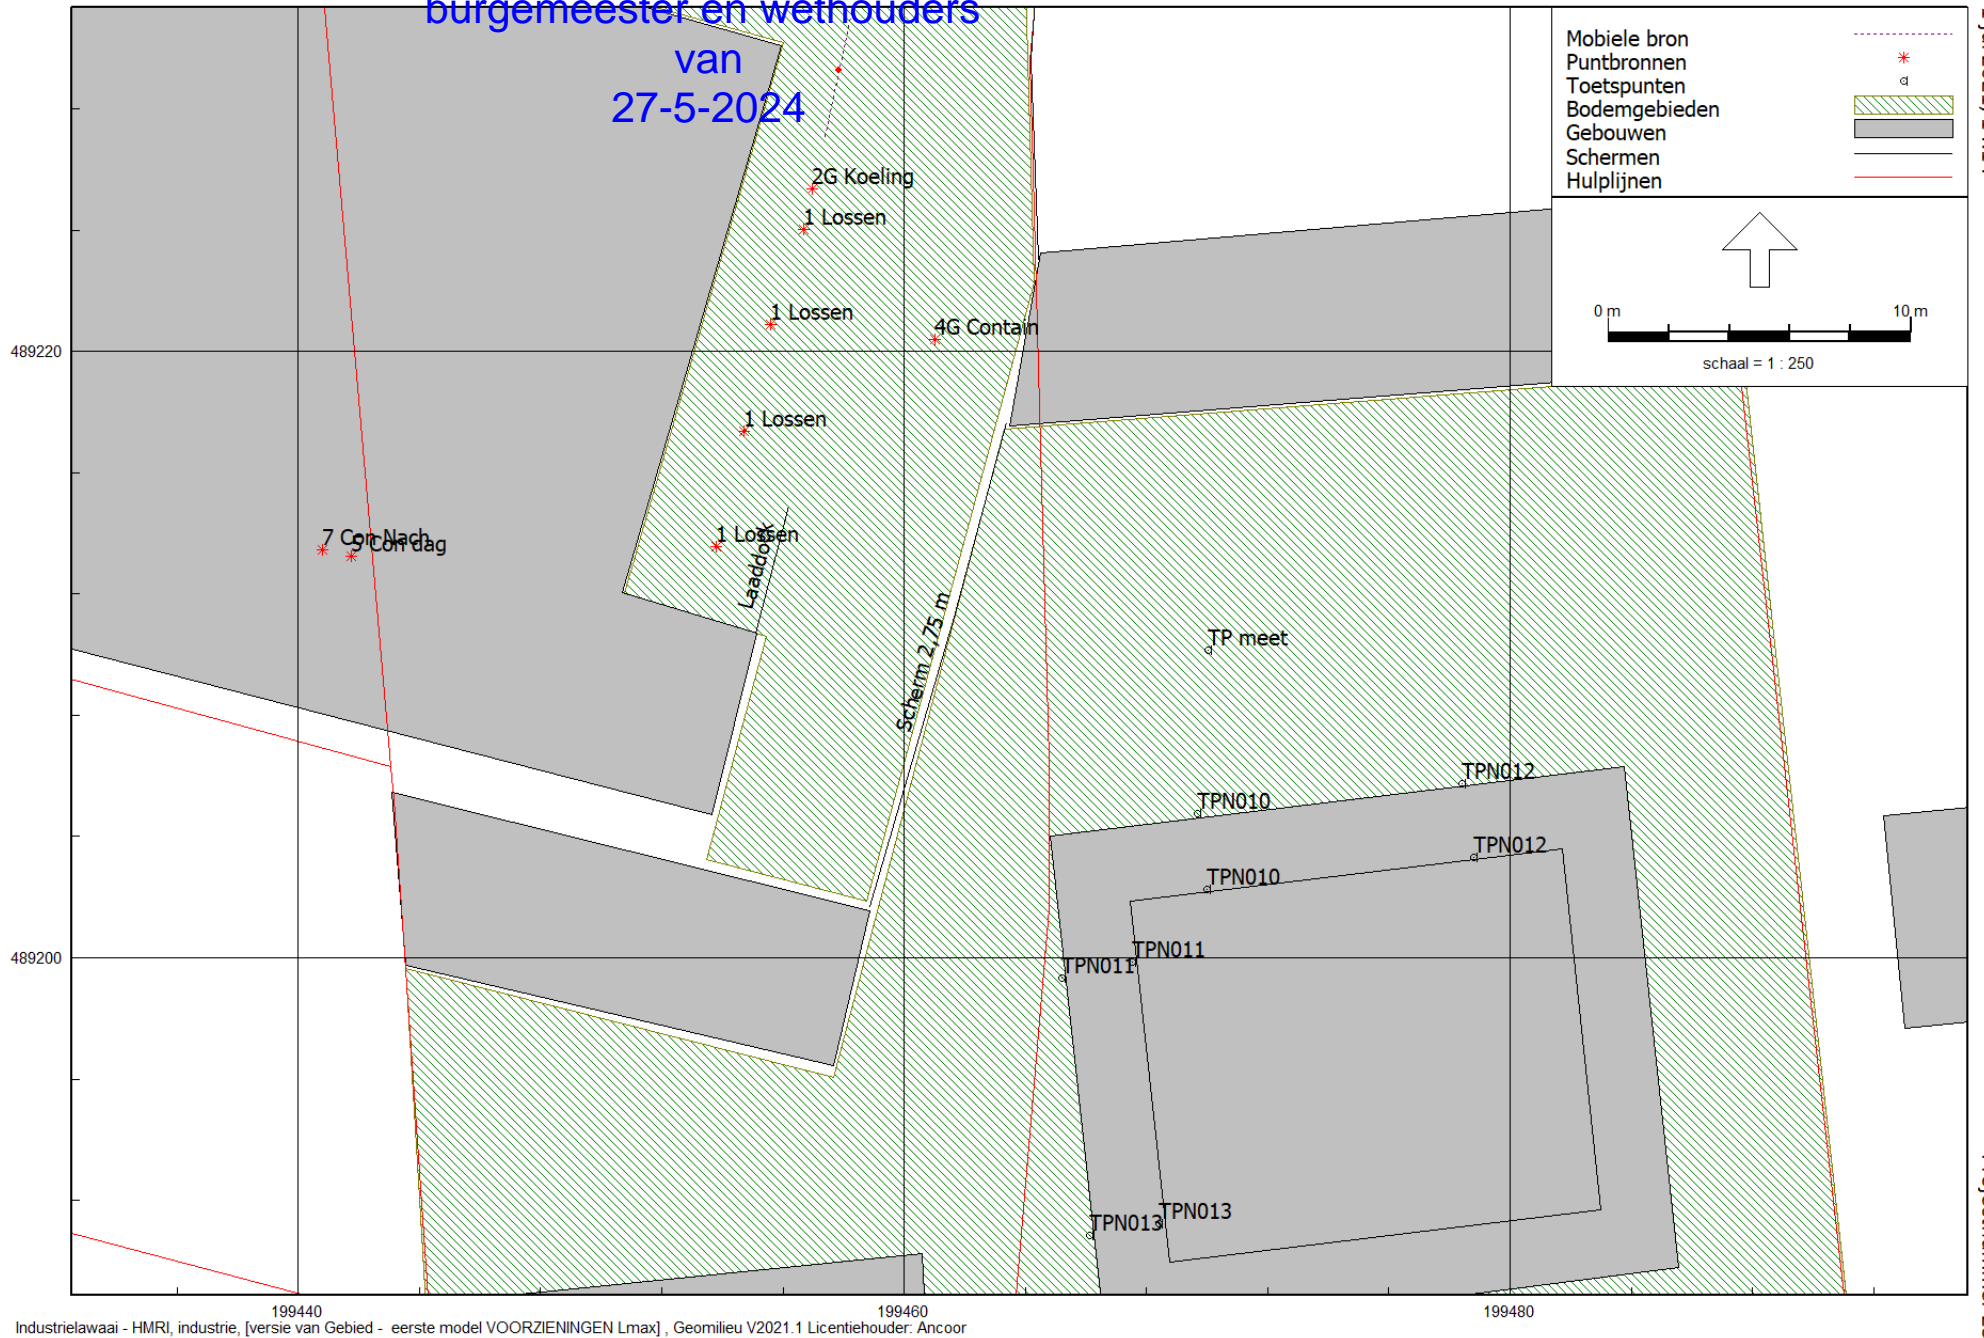 burgemeester en wethouders
van
27-5-2024
Mobiele bron
Puntbronnen
Toetspunten
Bodemgebieden
Gebouwen
Schermen
Hulplijnen
0 m
10 m
schaal = 1 : 250
2G Koeling
1 Lossen
1 Lossen
4G Contain
489220
1 Lossen
1 Lossen
7 Con Nach
5 Con dag
Laaddok
Scherm 2,75 m
TP meet
TPN012
TPN010
TPN012
TPN010
TPN011
TPN011
489200
TPN013
TPN013
199440
199460
199480
Industrielawaai - HMRI, industrie, [versie van Gebied - eerste model VOORZIENINGEN Lmax] , Geomilieu V2021.1 Licentiehouder: Ancoor